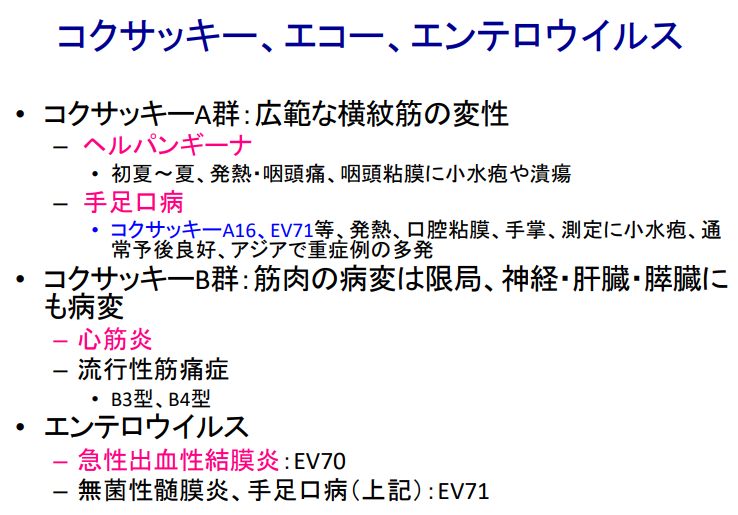 コクサッキー、エコー、エンテロウイルス
• コクサッキーA群：広範な横紋筋の変性
– ヘルパンギーナ
• 初夏～夏、発熱・咽頭痛、咽頭粘膜に小水疱や潰瘍
– 手足口病
• コクサッキーA16、EV71等、発熱、口腔粘膜、手掌、測定に小水疱、通
常予後良好、アジアで重症例の多発
• コクサッキーB群：筋肉の病変は限局、神経・肝臓・膵臓に
も病変
– 心筋炎
– 流行性筋痛症
• B3型、B4型
• エンテロウイルス
– 急性出血性結膜炎：EV70
– 無菌性髄膜炎、手足口病（上記）：EV71